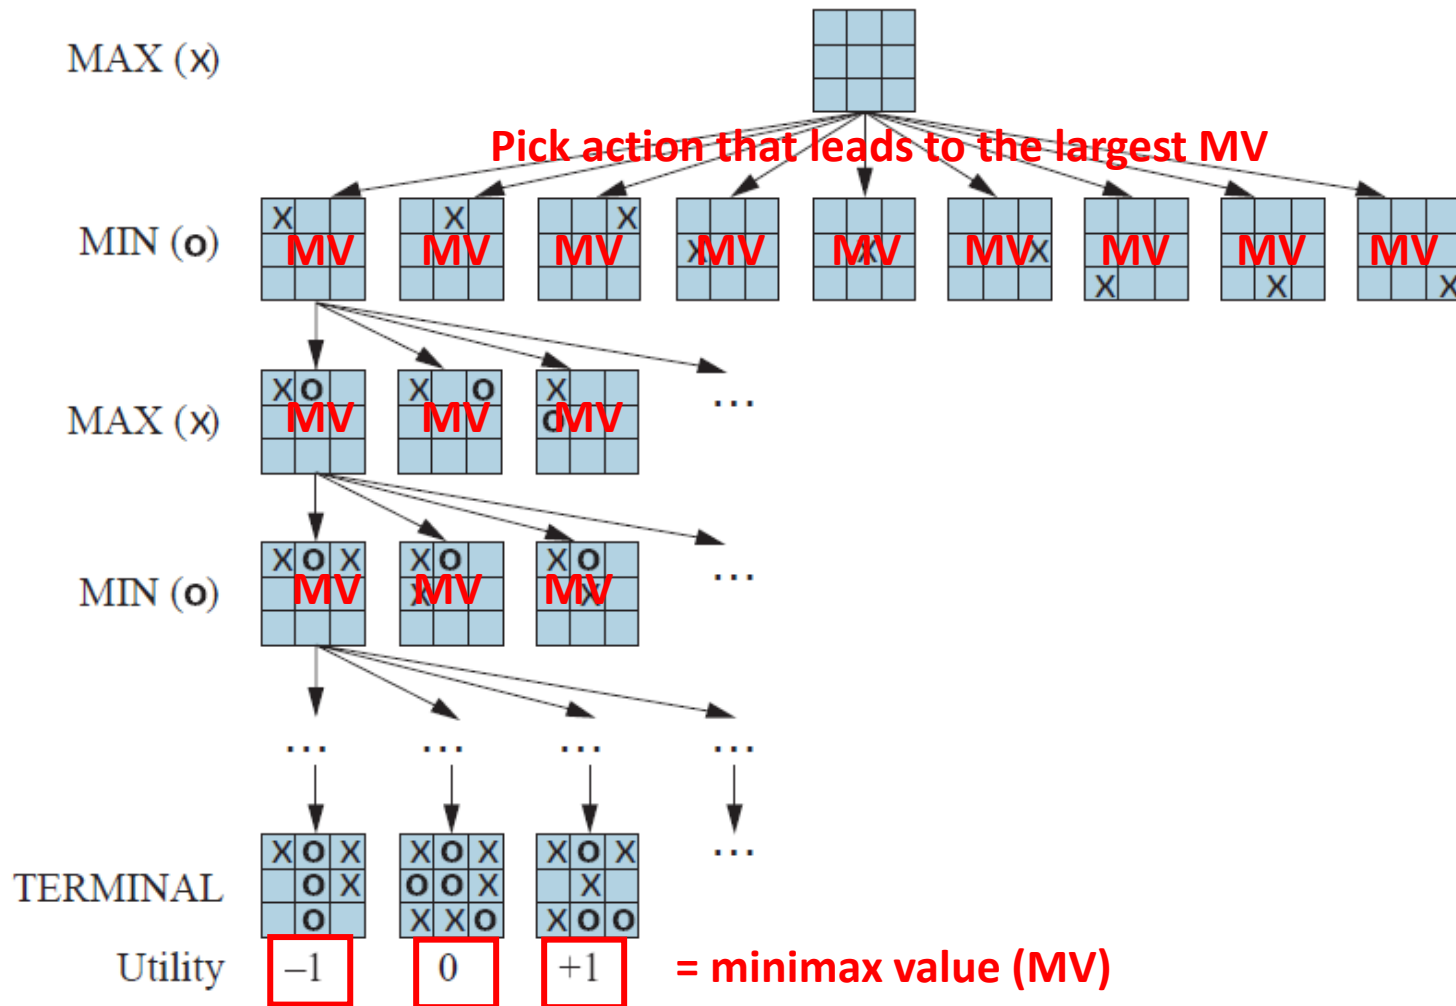 MAX (x)
Pick action that leads to the largest MV
MIN (o)
X X X X X X X X X
MV MV MV MV MV MV MV MV MV
MAX (x)
X O X O X
O
MV MV MV
...
MIN (o)
X O X X O X O
X X
MV MV MV
...
... ... ... ...
TERMINAL
X O X X O X X O X
O X O O X X
O X X O X O O
...
Utility –1 0 +1 = minimax value (MV)